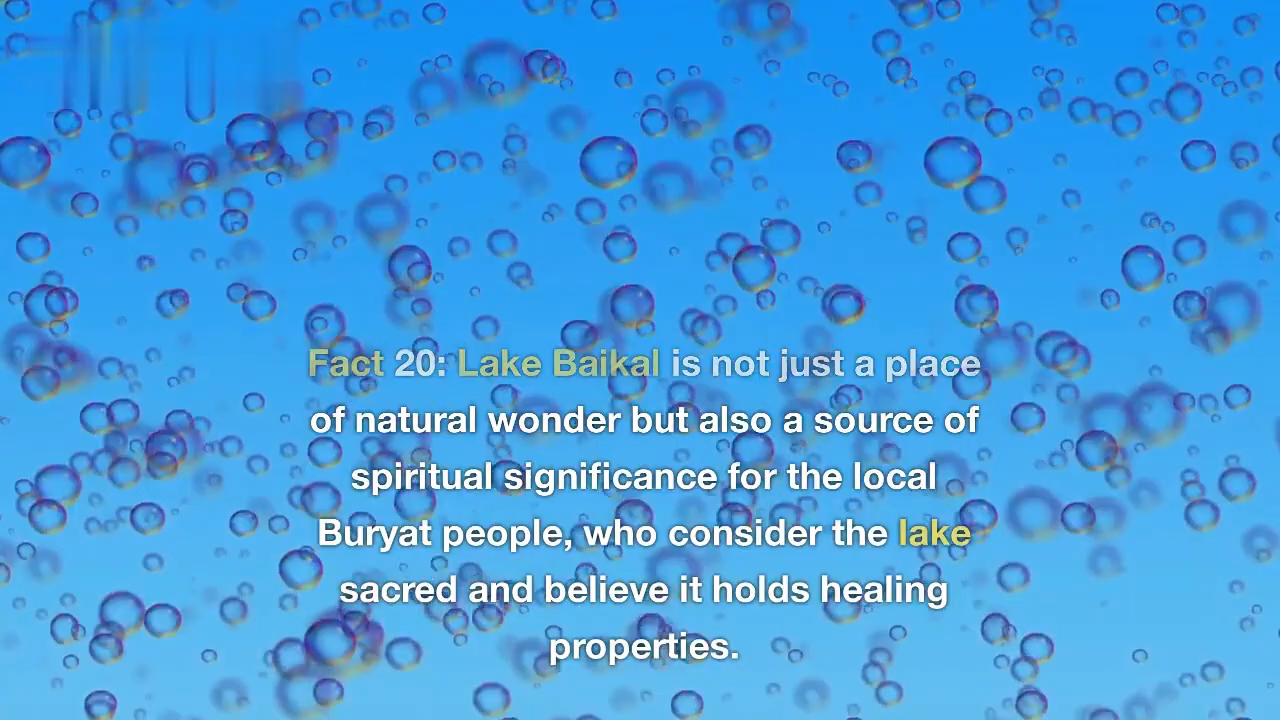 Fact 20: Lake Baikal is not just a place
of natural wonder but also a source of
spiritual significance for the local
Buryat people, who consider the lake
sacred and believe it holds healing
properties.